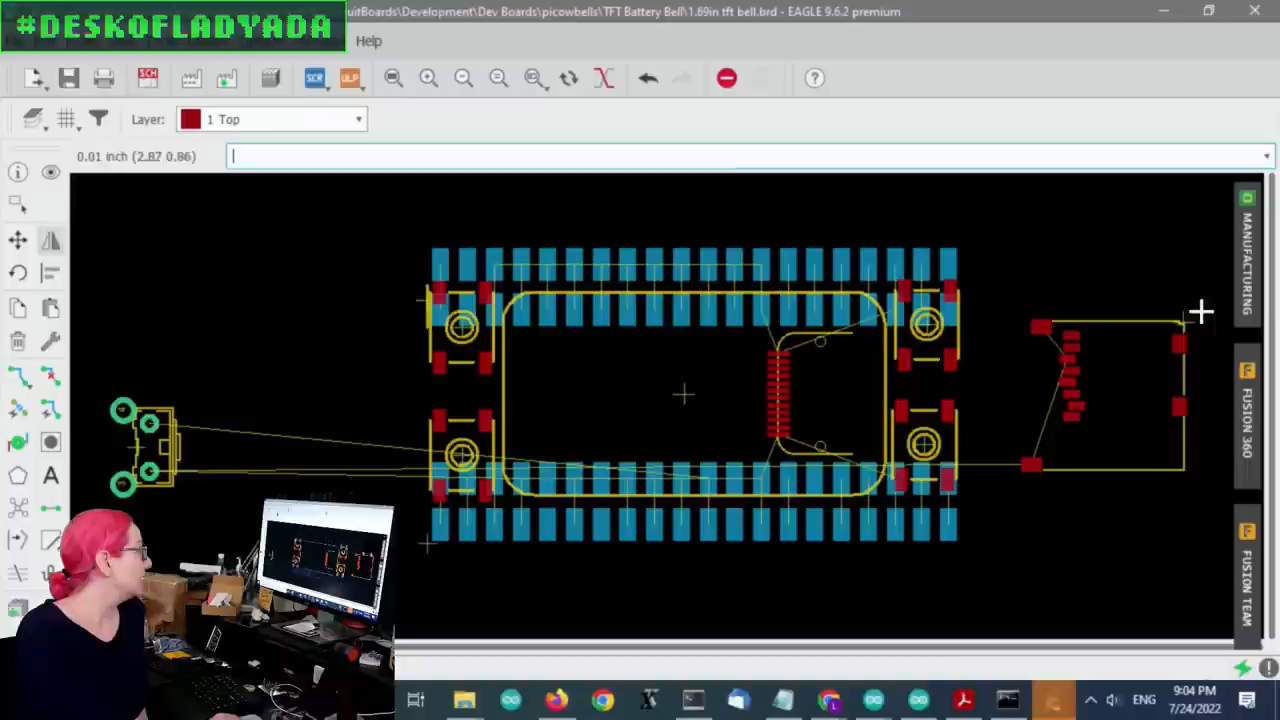 #DESKOFLADYADA
uitBoards\Development\Dev Boards\picowbells\TFT Battery Bell\1.69in tft bell.brd - EAGLE 9.6.2 premium
Help
SCH
SCR
ULP
Layer:
1 Top
0.01 inch (2.87 0.86)
MANUFACTURING
FUSION 360
FUSION TEAM
ENG
9:04 PM
7/24/2022